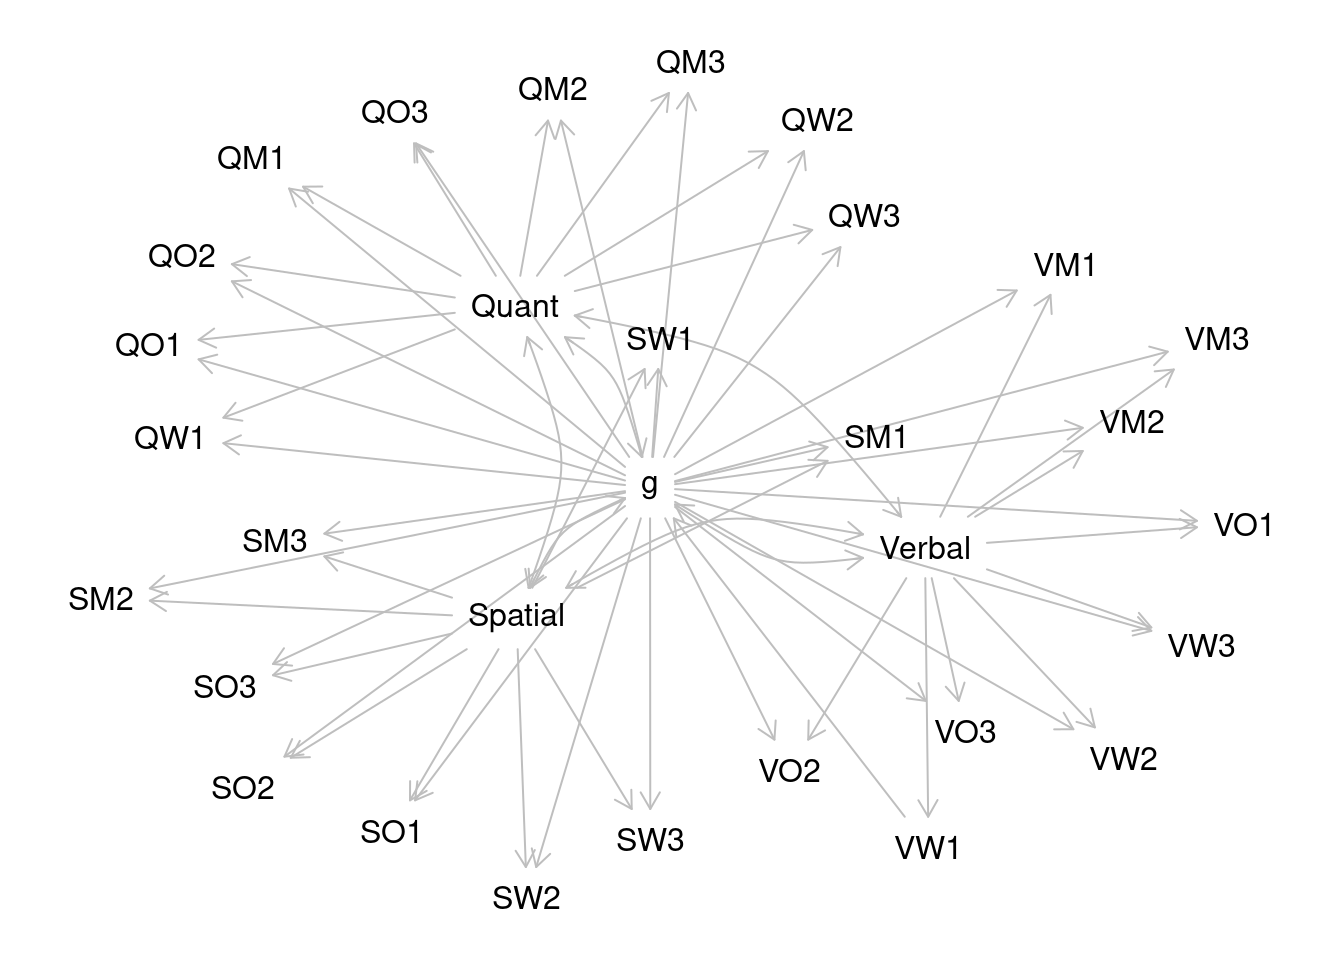 QM3
QM2
QO3
QW2
QM1
QW3
QO2
VM1
Quant
SW1
VM3
QO1
VM2
QW1
SM1
g
VO1
SM3
Verbal
SM2
Spatial
VW3
SO3
VO3
VW2
VO2
SO2
SO1
SW3
VW1
SW2